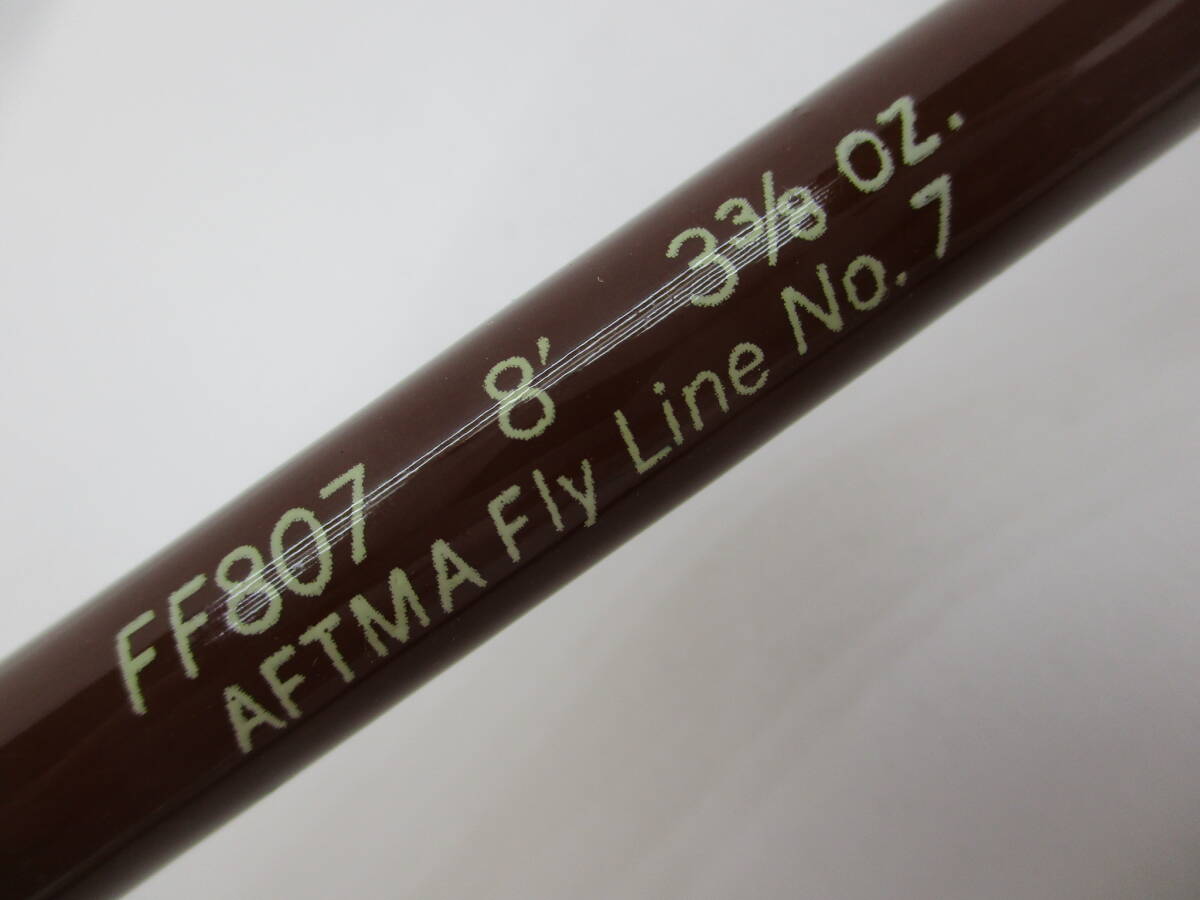 FF807 8′ 3⅜ oz.
AFTMA Fly Line No. 7